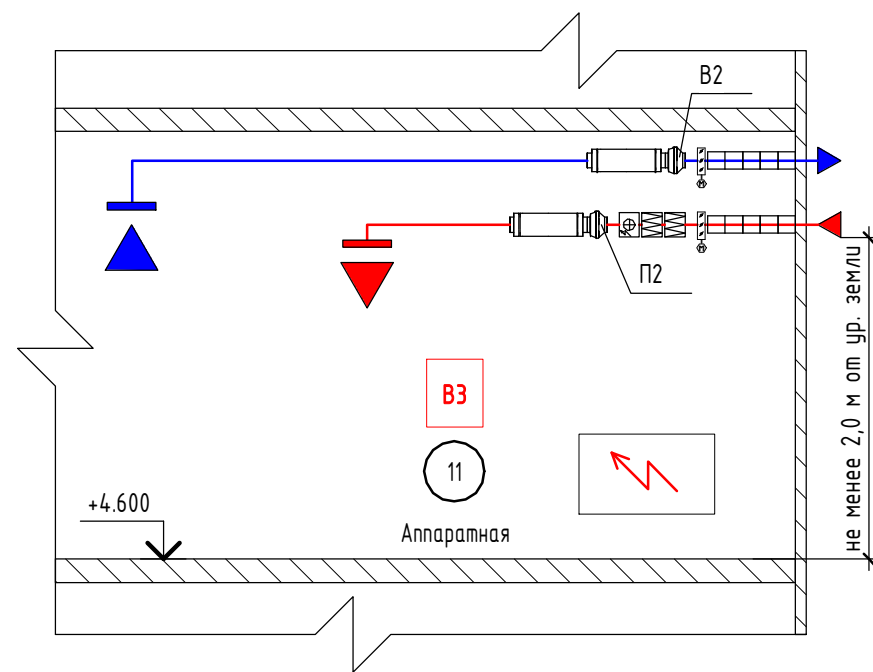 В2
П2
не менее 2,0 м от ур. земли
В3
11
+4.600
Аппаратная